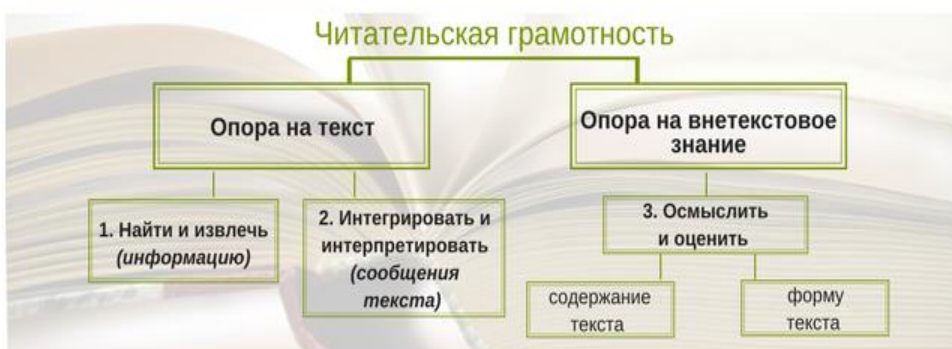 Читательская грамотность
Опора на текст
Опора на внетекстовое
знание
1. Найти и извлечь
(информацию)
2. Интегрировать и
интерпретировать
(сообщения
текста)
3. Осмыслить
и оценить
содержание
текста
форму
текста